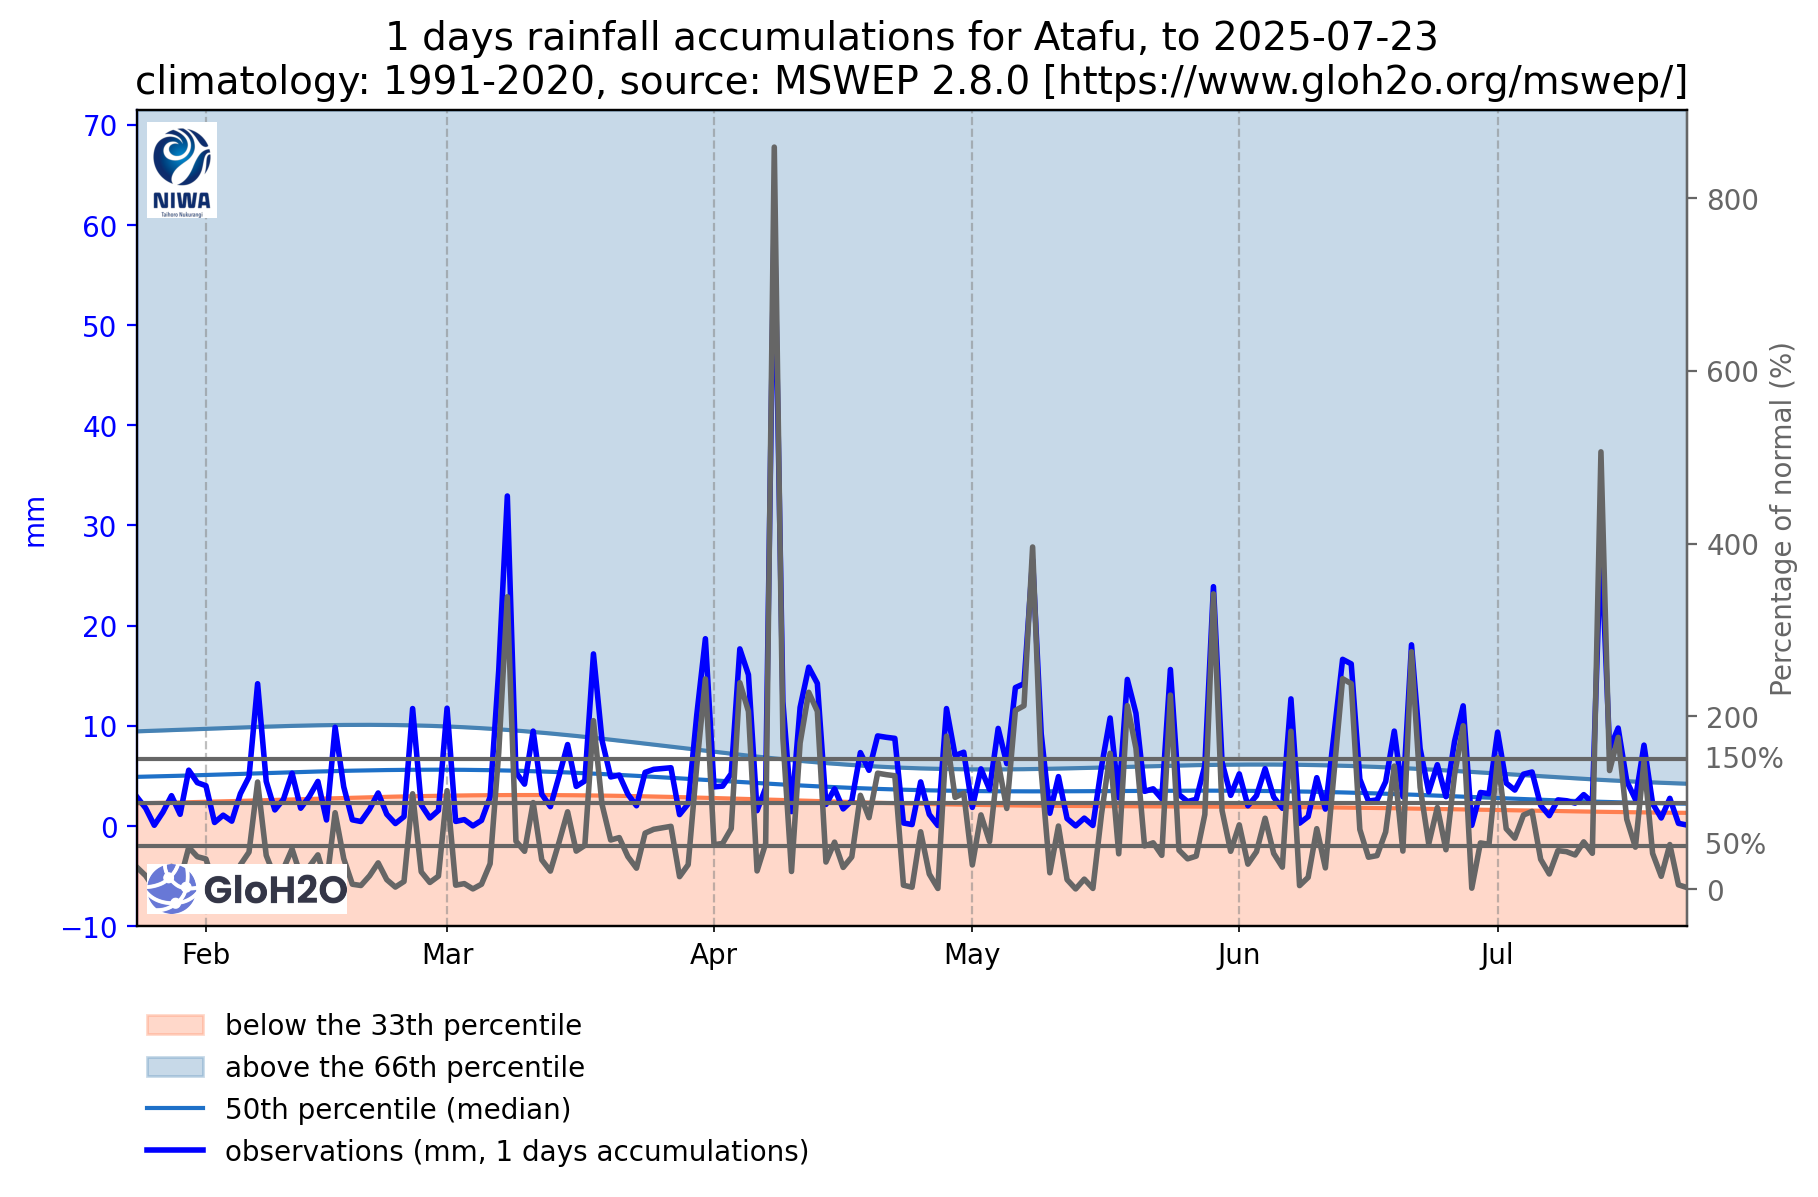 1 days rainfall accumulations for Atafu, to 2025-07-23
climatology: 1991-2020, source: MSWEP 2.8.0 [https://www.gloh2o.org/mswep/]
70
60
50
40
30
20
10
0
−10
mm
NIWA
Taihoro Nukurangi
GloH2O
800
600
400
200
150%
50%
0
Percentage of normal (%)
Feb
Mar
Apr
May
Jun
Jul
below the 33th percentile
above the 66th percentile
50th percentile (median)
observations (mm, 1 days accumulations)